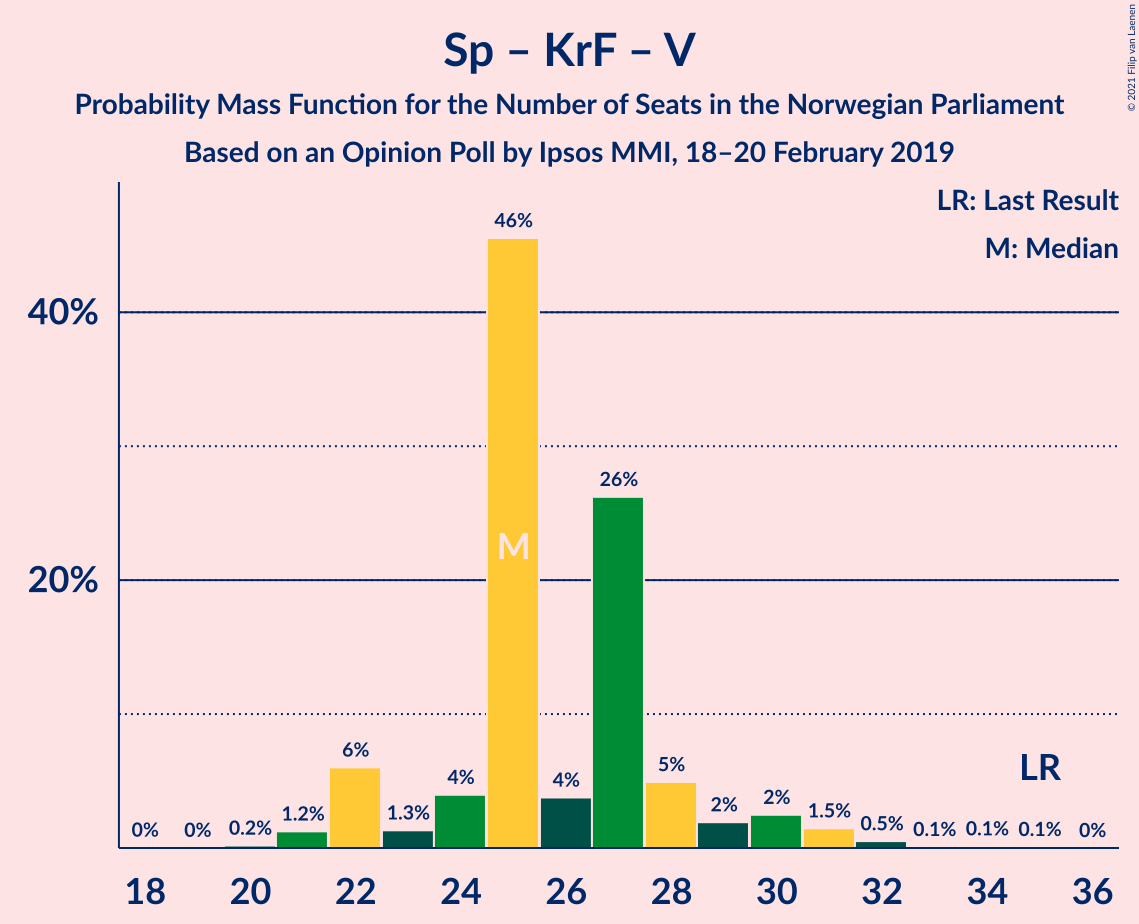 Sp – KrF – V
Probability Mass Function for the Number of Seats in the Norwegian Parliament
Based on an Opinion Poll by Ipsos MMI, 18–20 February 2019
© 2021 Filip van Laenen
LR: Last Result
M: Median
46%
40%
26%
M
20%
6%
5%
LR
4%
4%
2%
2%
1.2%
1.3%
1.5%
0%
0%
0.2%
0.5%
0.1%
0.1%
0.1%
0%
18 20 22 24 26 28 30 32 34 36